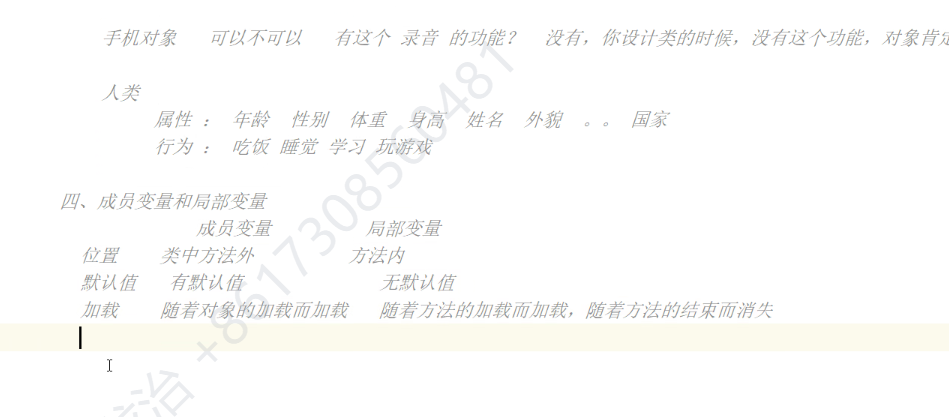 手机对象 可以不可以 有这个 录音 的功能？ 没有，你设计类的时候，没有这个功能，对象肯定
人类
属性 ： 年龄 性别 体重 身高 姓名 外貌 。。 国家
行为 ： 吃饭 睡觉 学习 玩游戏
四、成员变量和局部变量
成员变量 局部变量
位置 类中方法外 方法内
默认值 有默认值 无默认值
加载 随着对象的加载而加载 随着方法的加载而加载，随着方法的结束而消失
治 +8617308560481